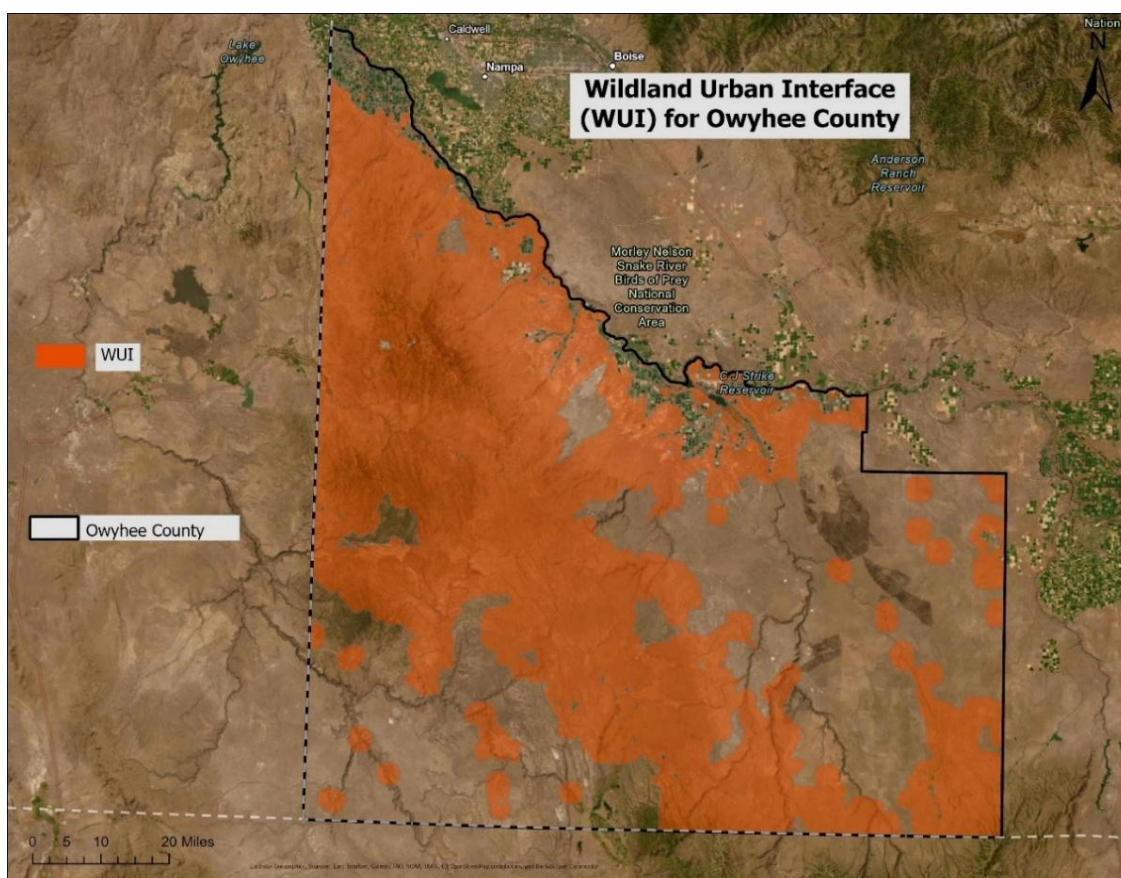 Nation
N
Caldwell
Lake
Owyhee
Boise
Nampa
Wildland Urban Interface
(WUI) for Owyhee County
Anderson
Ranch
Reservoir
Morley Nelson
Snake River
Birds of Prey
National
Conservation
Area
WUI
C J Strike
Reservoir
Owyhee County
0 5 10 20 Miles